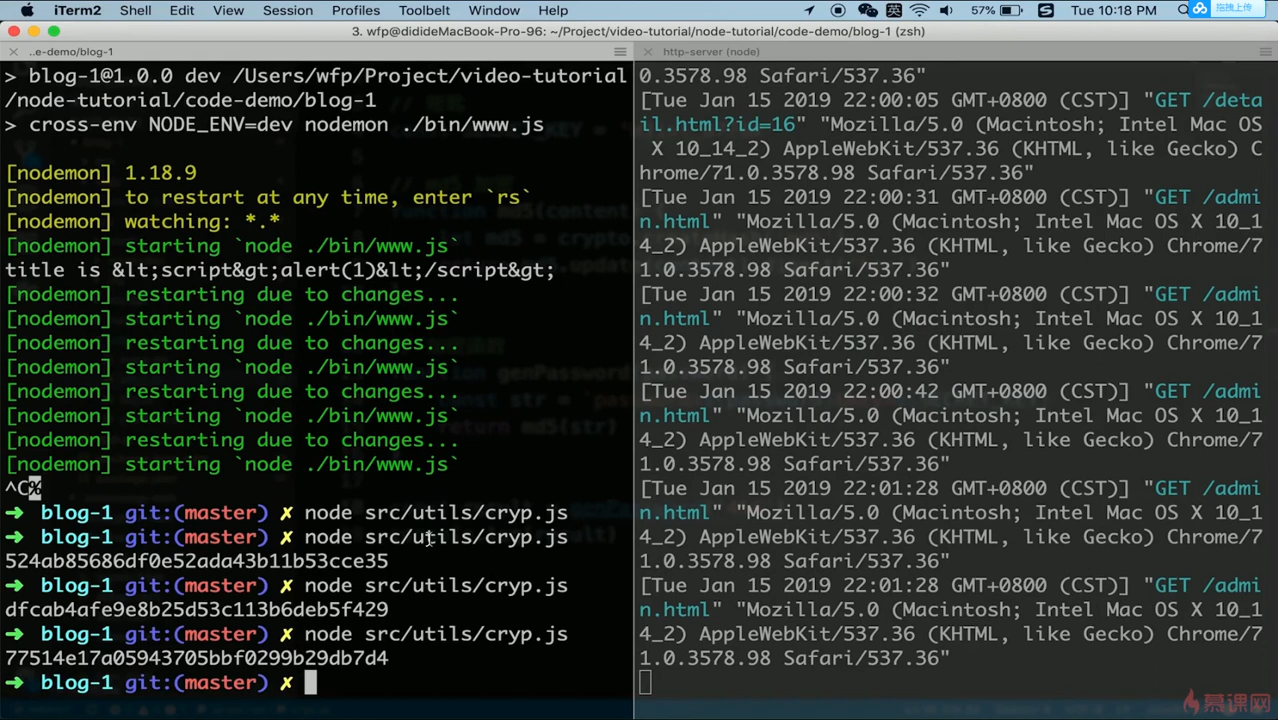 iTerm2 Shell Edit View Session Profiles Toolbelt Window Help 英 57% S Tue 10:18 PM 拖拽上传
3. wfp@dideMacBook-Pro-96: ~/Project/video-tutorial/node-tutorial/code-demo/blog-1 (zsh)
..e-demo/blog-1
> blog-1@1.0.0 dev /Users/wfp/Project/video-tutorial
/node-tutorial/code-demo/blog-1
> cross-env NODE_ENV=dev nodemon ./bin/www.js
[nodemon] 1.18.9
[nodemon] to restart at any time, enter `rs`
[nodemon] watching: *.*
[nodemon] starting `node ./bin/www.js`
title is &lt;script&gt;alert(1)&lt;/script&gt;
[nodemon] restarting due to changes...
[nodemon] starting `node ./bin/www.js`
[nodemon] restarting due to changes...
[nodemon] starting `node ./bin/www.js`
[nodemon] restarting due to changes...
[nodemon] starting `node ./bin/www.js`
[nodemon] restarting due to changes...
[nodemon] starting `node ./bin/www.js`
^C%
➜ blog-1 git:(master) ✗ node src/utils/cryp.js
➜ blog-1 git:(master) ✗ node src/utils/cryp.js
524ab85686df0e52ada43b11b53cce35
➜ blog-1 git:(master) ✗ node src/utils/cryp.js
dfcab4afe9e8b25d53c113b6deb5f429
➜ blog-1 git:(master) ✗ node src/utils/cryp.js
77514e17a05943705bbf0299b29db7d4
➜ blog-1 git:(master) ✗
http-server (node)
0.3578.98 Safari/537.36"
[Tue Jan 15 2019 22:00:05 GMT+0800 (CST)] "GET /deta
il.html?id=16" "Mozilla/5.0 (Macintosh; Intel Mac OS
X 10_14_2) AppleWebKit/537.36 (KHTML, like Gecko) C
hrome/71.0.3578.98 Safari/537.36"
[Tue Jan 15 2019 22:00:31 GMT+0800 (CST)] "GET /admi
n.html" "Mozilla/5.0 (Macintosh; Intel Mac OS X 10_1
4_2) AppleWebKit/537.36 (KHTML, like Gecko) Chrome/7
1.0.3578.98 Safari/537.36"
[Tue Jan 15 2019 22:00:32 GMT+0800 (CST)] "GET /admi
n.html" "Mozilla/5.0 (Macintosh; Intel Mac OS X 10_1
4_2) AppleWebKit/537.36 (KHTML, like Gecko) Chrome/7
1.0.3578.98 Safari/537.36"
[Tue Jan 15 2019 22:00:42 GMT+0800 (CST)] "GET /admi
n.html" "Mozilla/5.0 (Macintosh; Intel Mac OS X 10_1
4_2) AppleWebKit/537.36 (KHTML, like Gecko) Chrome/7
1.0.3578.98 Safari/537.36"
[Tue Jan 15 2019 22:01:28 GMT+0800 (CST)] "GET /admi
n.html" "Mozilla/5.0 (Macintosh; Intel Mac OS X 10_1
4_2) AppleWebKit/537.36 (KHTML, like Gecko) Chrome/7
1.0.3578.98 Safari/537.36"
[Tue Jan 15 2019 22:01:28 GMT+0800 (CST)] "GET /admi
n.html" "Mozilla/5.0 (Macintosh; Intel Mac OS X 10_1
4_2) AppleWebKit/537.36 (KHTML, like Gecko) Chrome/7
1.0.3578.98 Safari/537.36"
慕课网